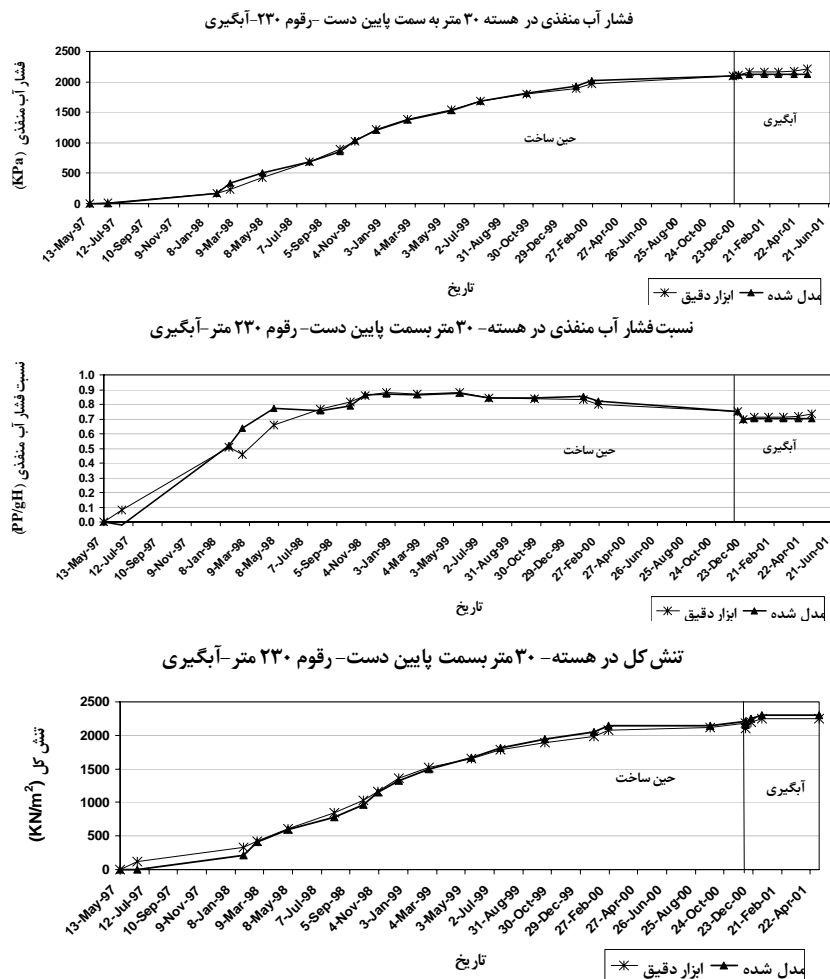 فشار آب منفذی در هسته ۳۰ متر به سمت پایین دست -رقوم ۲۳۰-آبگیری
فشار آب منفذی (KPa)
2500
2000
1500
1000
500
0
حین ساخت
آبگیری
13-May-97
12-Jul-97
10-Sep-97
9-Nov-97
8-Jan-98
9-Mar-98
8-May-98
7-Jul-98
5-Sep-98
4-Nov-98
3-Jan-99
4-Mar-99
3-May-99
2-Jul-99
31-Aug-99
30-Oct-99
29-Dec-99
27-Feb-00
27-Apr-00
26-Jun-00
25-Aug-00
24-Oct-00
23-Dec-00
21-Feb-01
22-Apr-01
21-Jun-01
تاریخ
ابزار دقیق
مدل شده
نسبت فشار آب منفذی در هسته- ۳۰ متر بسمت پایین دست- رقوم ۲۳۰ متر-آبگیری
نسبت فشار آب منفذی (PP/gH)
1.0
0.9
0.8
0.7
0.6
0.5
0.4
0.3
0.2
0.1
0.0
حین ساخت
آبگیری
13-May-97
12-Jul-97
10-Sep-97
9-Nov-97
8-Jan-98
9-Mar-98
8-May-98
7-Jul-98
5-Sep-98
4-Nov-98
3-Jan-99
4-Mar-99
3-May-99
2-Jul-99
31-Aug-99
30-Oct-99
29-Dec-99
27-Feb-00
27-Apr-00
26-Jun-00
25-Aug-00
24-Oct-00
23-Dec-00
21-Feb-01
22-Apr-01
21-Jun-01
تاریخ
ابزار دقیق
مدل شده
تنش کل در هسته- ۳۰ متر بسمت پایین دست- رقوم ۲۳۰ متر-آبگیری
تنش کل (KN/m²)
2500
2000
1500
1000
500
0
حین ساخت
آبگیری
13-May-97
12-Jul-97
10-Sep-97
9-Nov-97
8-Jan-98
9-Mar-98
8-May-98
7-Jul-98
5-Sep-98
4-Nov-98
3-Jan-99
4-Mar-99
3-May-99
2-Jul-99
31-Aug-99
30-Oct-99
29-Dec-99
27-Feb-00
27-Apr-00
26-Jun-00
25-Aug-00
24-Oct-00
23-Dec-00
21-Feb-01
22-Apr-01
تاریخ
ابزار دقیق
مدل شده